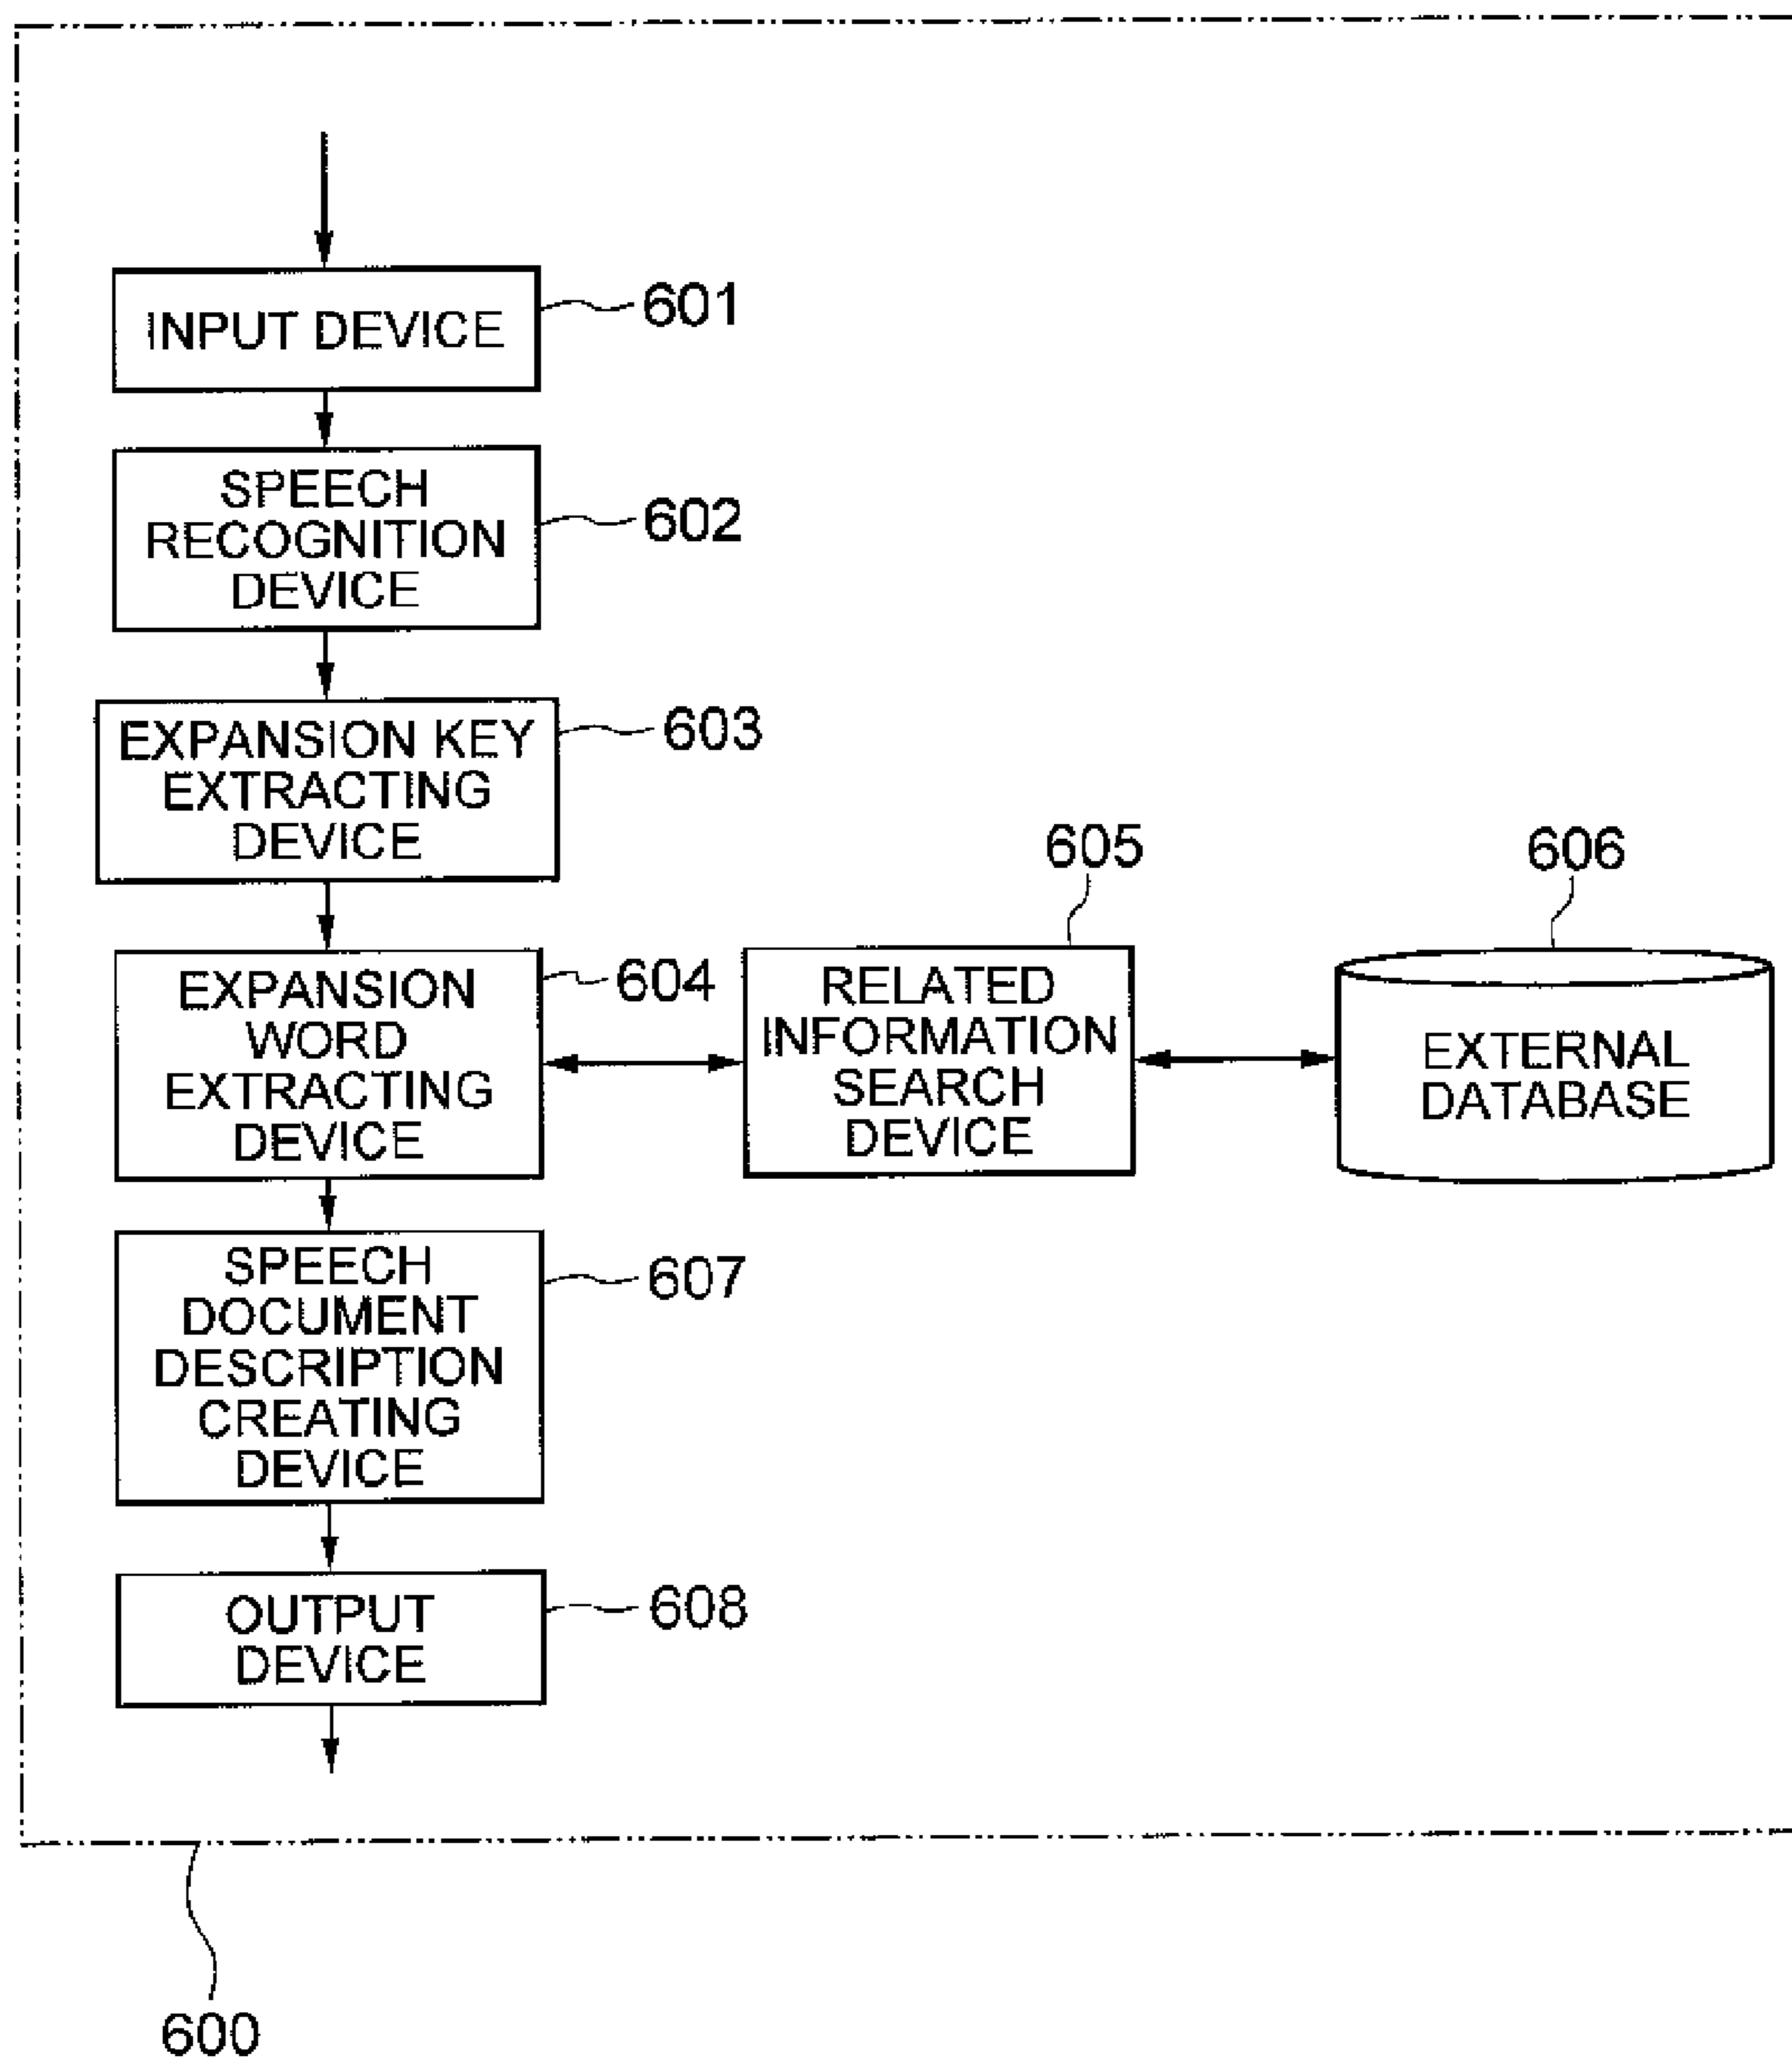 INPUT DEVICE
601
SPEECH
RECOGNITION
DEVICE
602
EXPANSION KEY
EXTRACTING
DEVICE
603
EXPANSION
WORD
EXTRACTING
DEVICE
604
RELATED
INFORMATION
SEARCH
DEVICE
605
EXTERNAL
DATABASE
606
SPEECH
DOCUMENT
DESCRIPTION
CREATING
DEVICE
607
OUTPUT
DEVICE
608
600